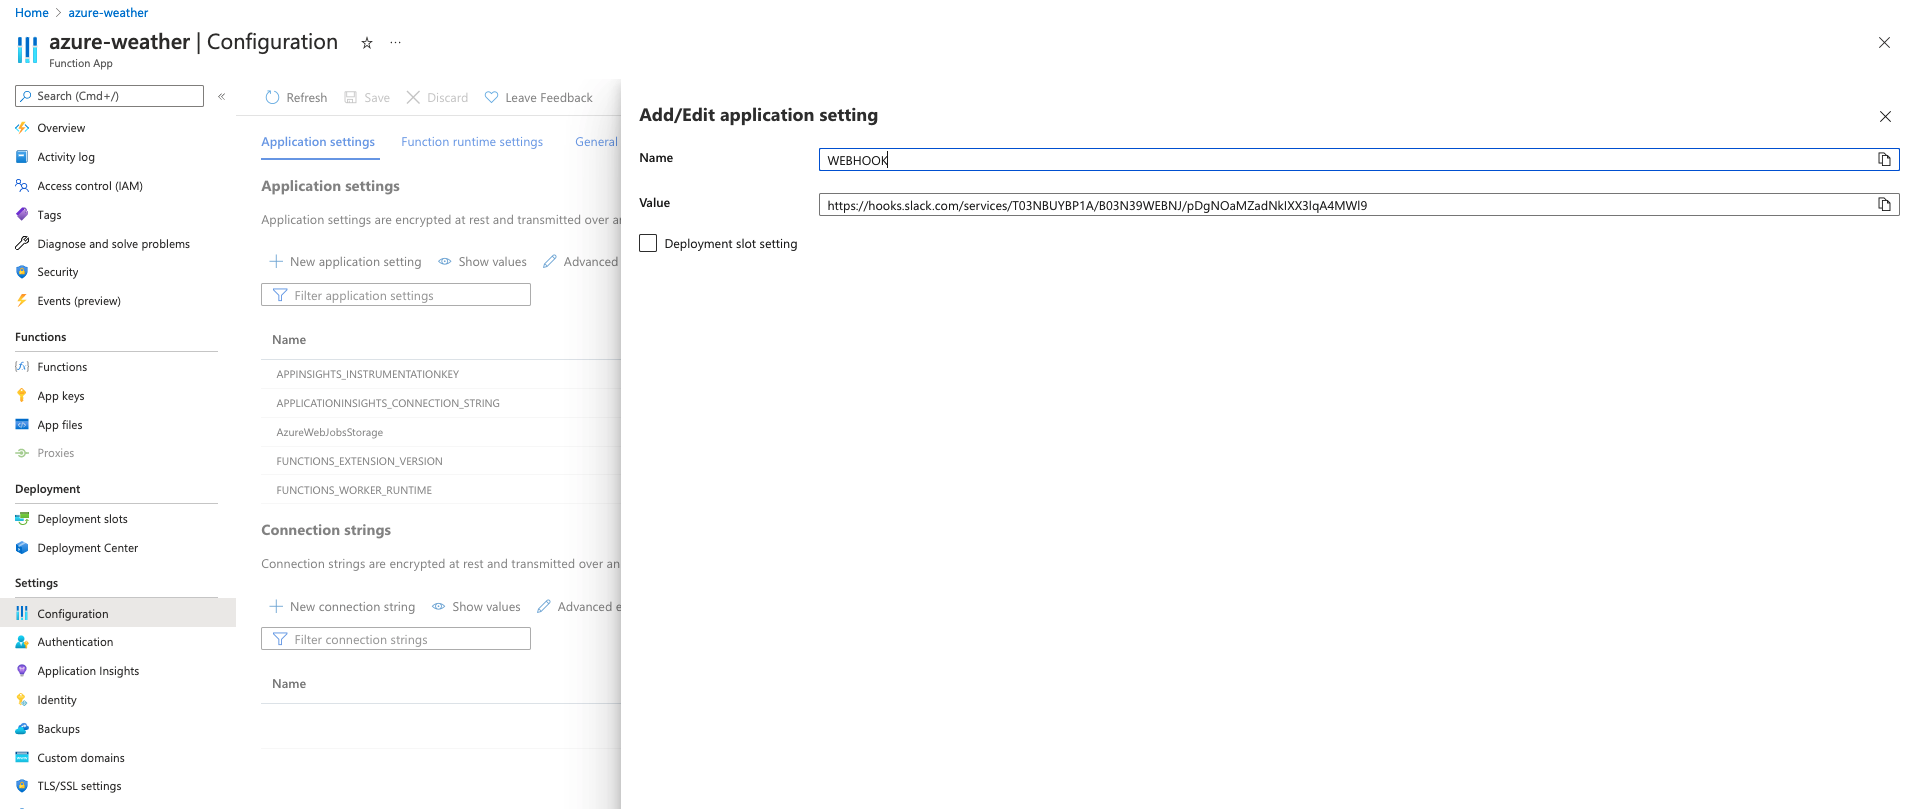 Home > azure-weather
azure-weather | Configuration
Function App
Search (Cmd+/)
Overview
Activity log
Access control (IAM)
Tags
Diagnose and solve problems
Security
Events (preview)
Functions
Functions
App keys
App files
Proxies
Deployment
Deployment slots
Deployment Center
Settings
Configuration
Authentication
Application Insights
Identity
Backups
Custom domains
TLS/SSL settings
Refresh Save Discard Leave Feedback
Application settings Function runtime settings General
Application settings
Application settings are encrypted at rest and transmitted over an
New application setting Show values Advanced
Filter application settings
Name
APPINSIGHTS_INSTRUMENTATIONKEY
APPLICATIONINSIGHTS_CONNECTION_STRING
AzureWebJobsStorage
FUNCTIONS_EXTENSION_VERSION
FUNCTIONS_WORKER_RUNTIME
Connection strings
Connection strings are encrypted at rest and transmitted over an
New connection string Show values Advanced e
Filter connection strings
Name
Add/Edit application setting
Name WEBHOOK
Value https://hooks.slack.com/services/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
Deployment slot setting